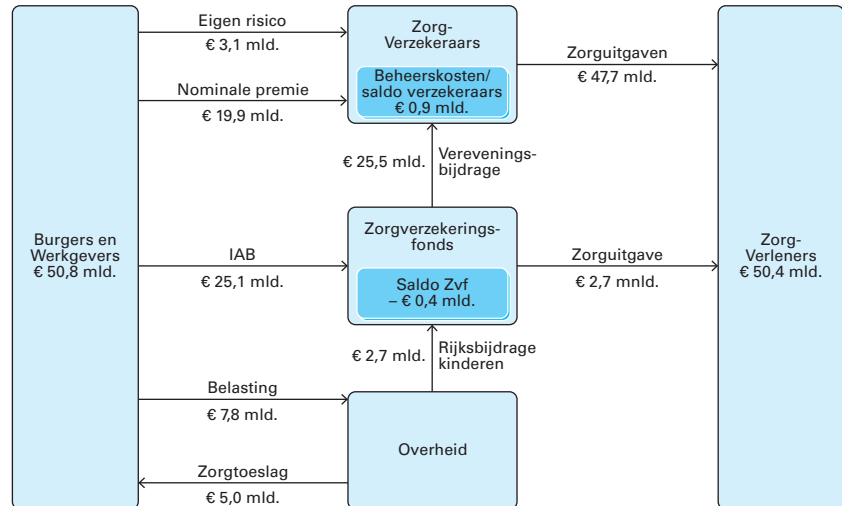 Eigen risico
€ 3,1 mld.
Nominale premie
€ 19,9 mld.
Zorg-
Verzekeraars
Beheerskosten/
saldo verzekeraars
€ 0,9 mld.
Zorguitgaven
€ 47,7 mld.
€ 25,5 mld.
Verevenings-
bijdrage
Burgers en
Werkgevers
€ 50,8 mld.
IAB
€ 25,1 mld.
Zorgverzekerings-
fonds
Saldo Zvf
– € 0,4 mld.
Zorguitgave
€ 2,7 mnld.
Zorg-
Verleners
€ 50,4 mld.
€ 2,7 mld.
Rijksbijdrage
kinderen
Belasting
€ 7,8 mld.
Overheid
Zorgtoeslag
€ 5,0 mld.